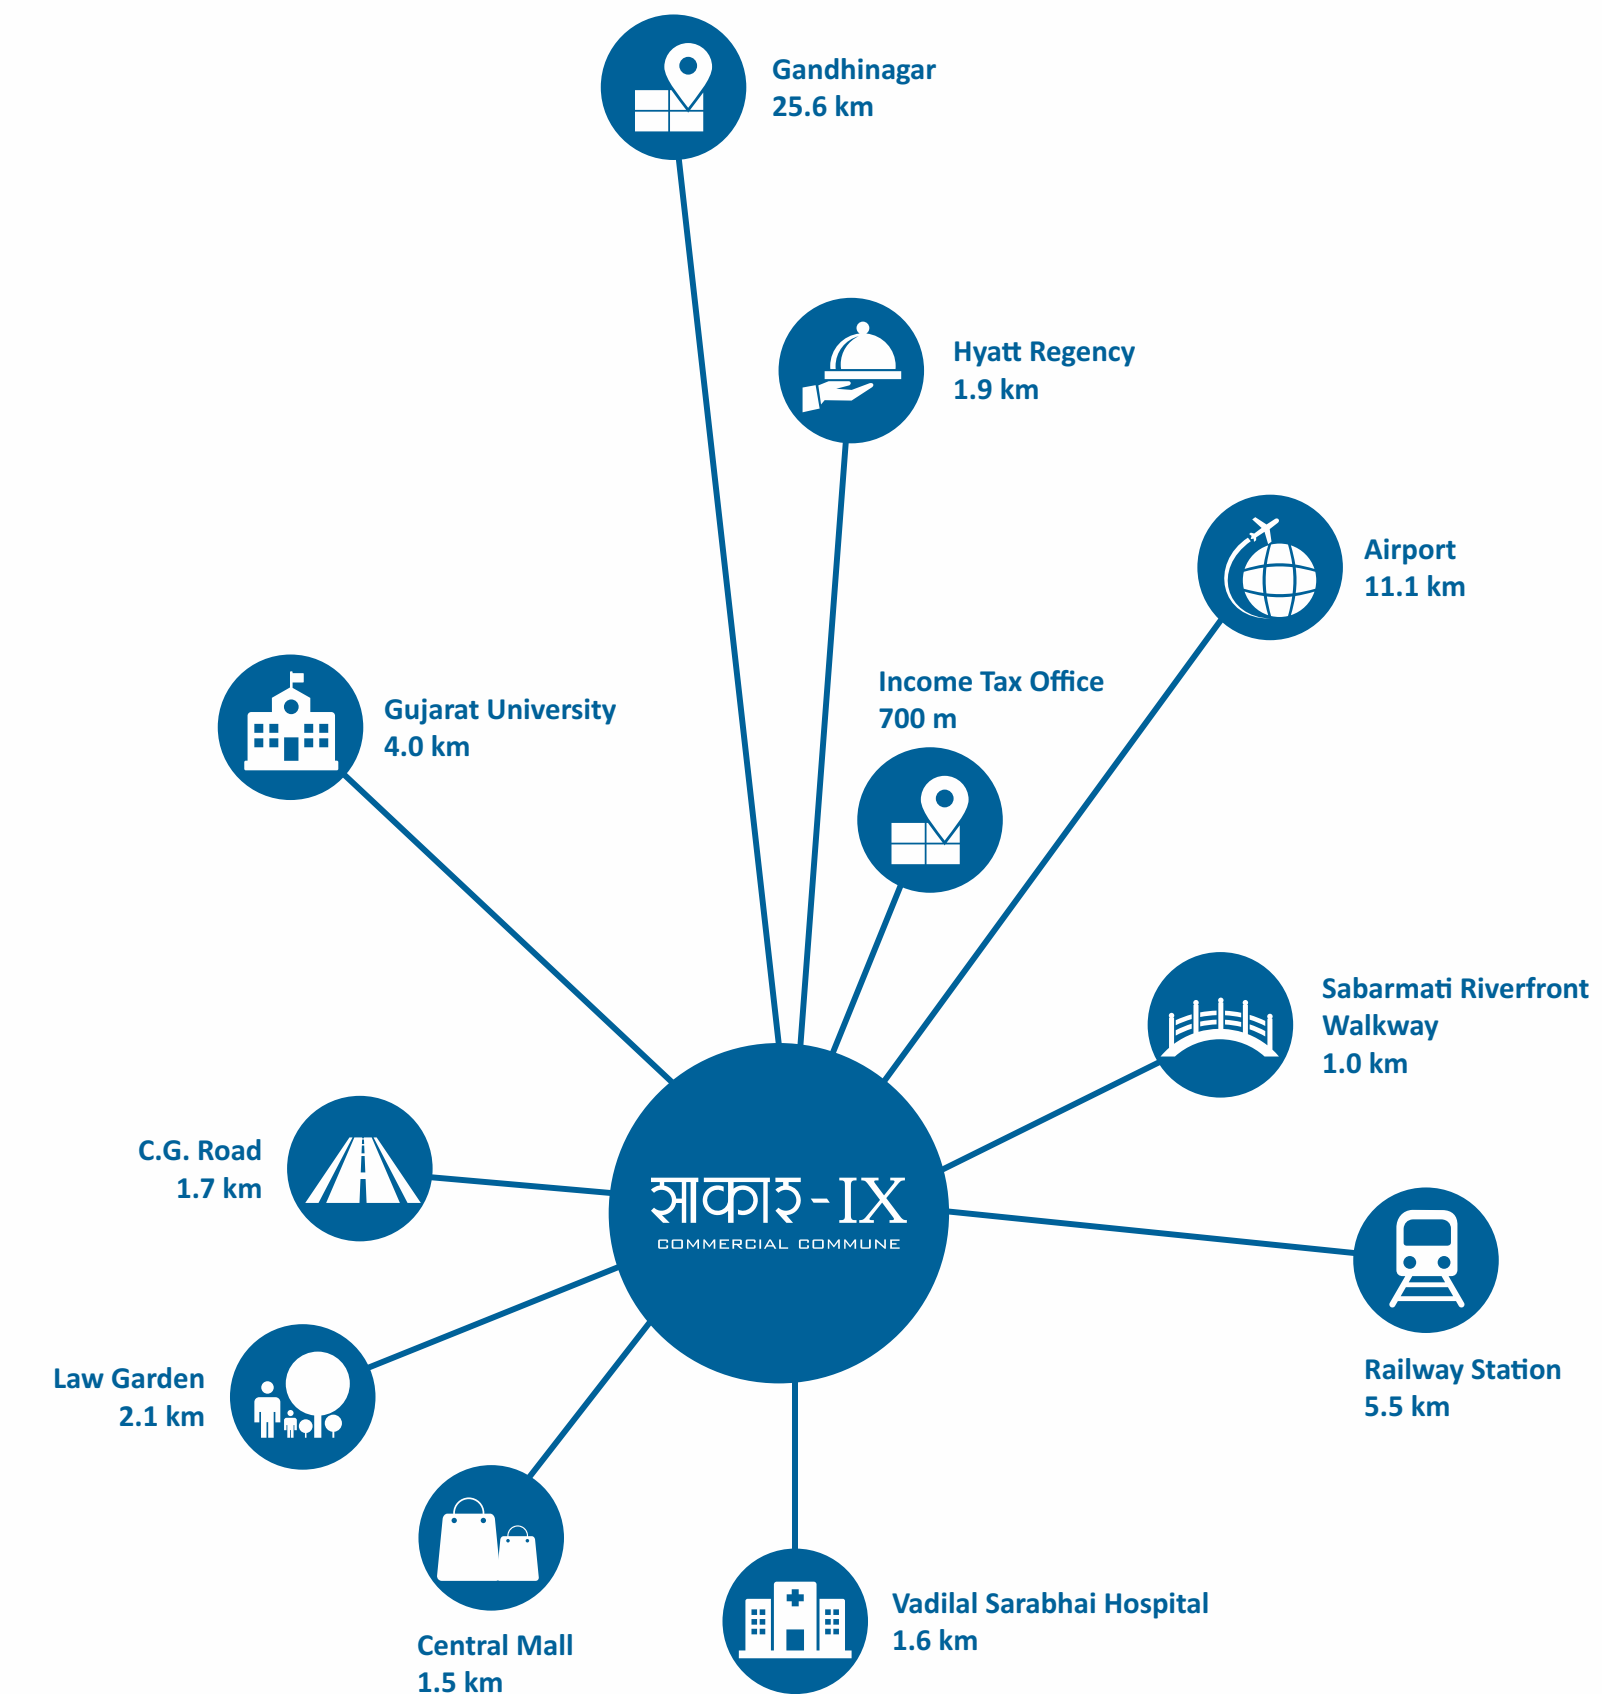 Gandhinagar
25.6 km
Hyatt Regency
1.9 km
Airport
11.1 km
Income Tax Office
700 m
Gujarat University
4.0 km
Sabarmati Riverfront
Walkway
1.0 km
C.G. Road
1.7 km
साकार-IX
COMMERCIAL COMMUNE
Railway Station
5.5 km
Law Garden
2.1 km
Central Mall
1.5 km
Vadilal Sarabhai Hospital
1.6 km